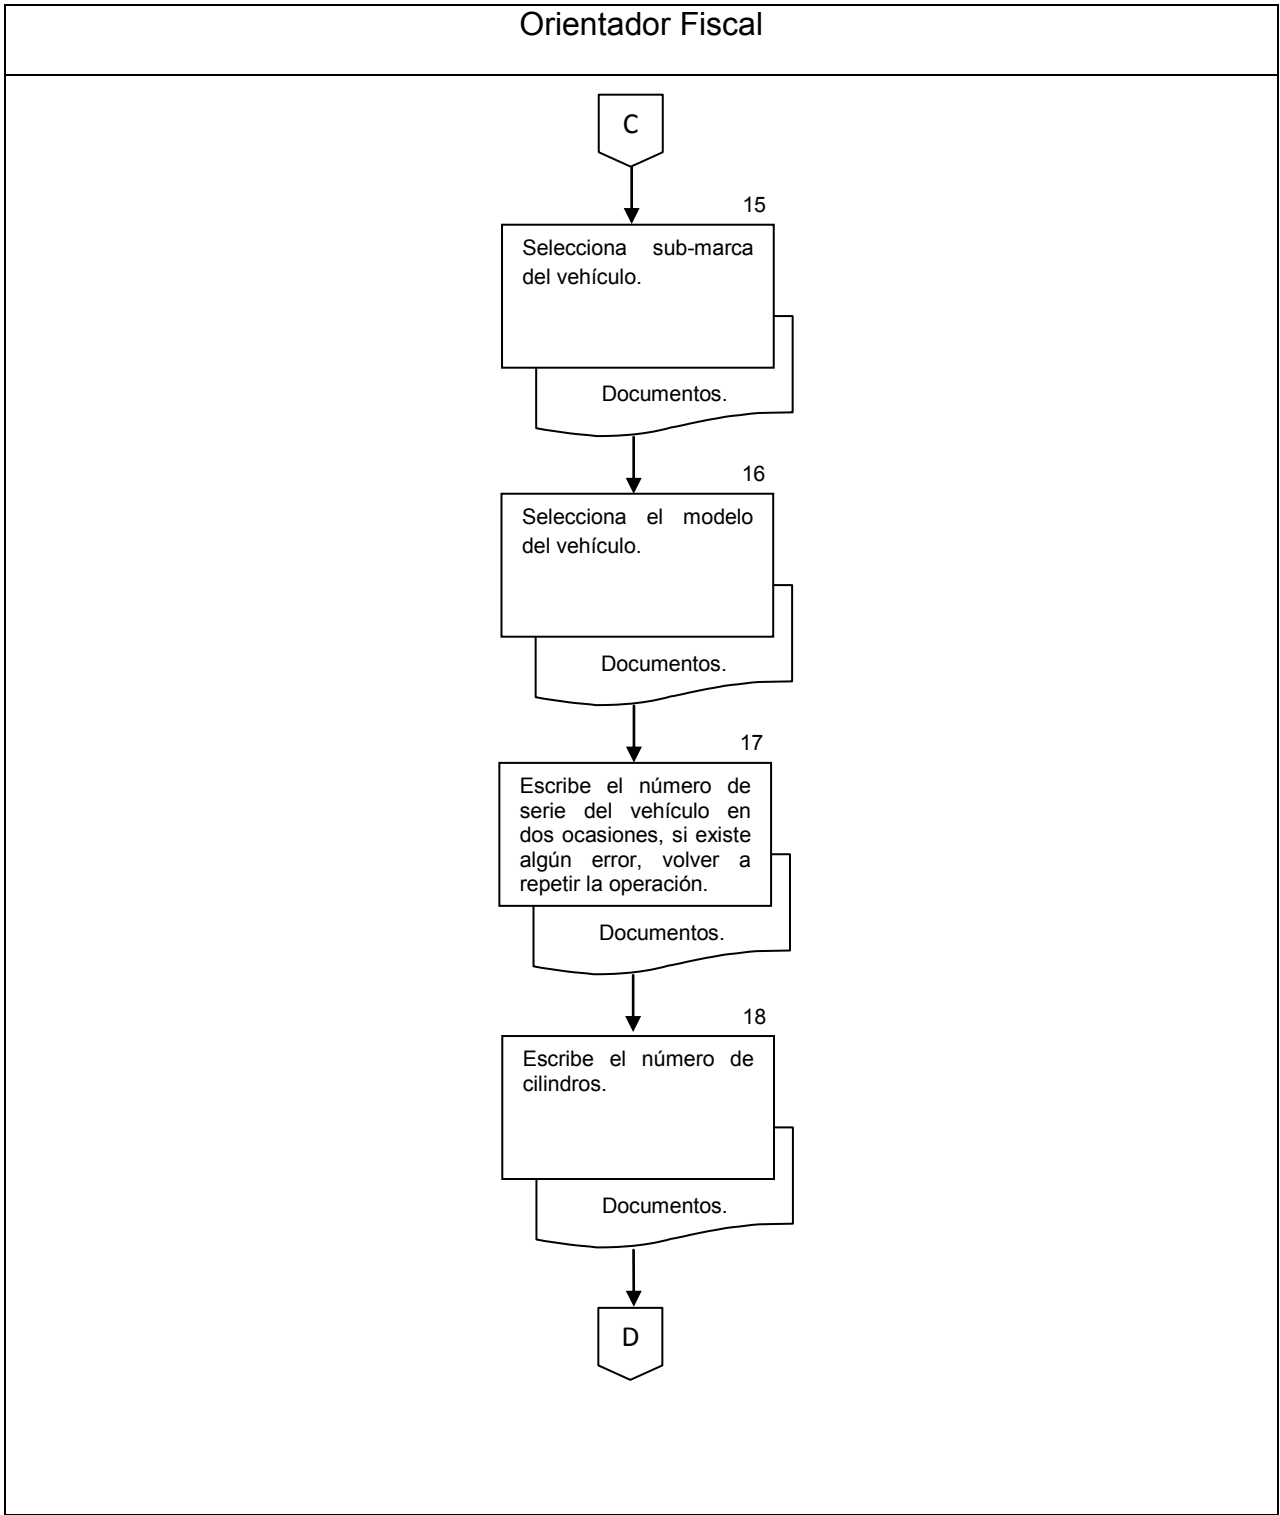 Orientador Fiscal
C
15
Selecciona sub-marca
del vehículo.
Documentos.
16
Selecciona el modelo
del vehículo.
Documentos.
17
Escribe el número de
serie del vehículo en
dos ocasiones, si existe
algún error, volver a
repetir la operación.
Documentos.
18
Escribe el número de
cilindros.
Documentos.
D